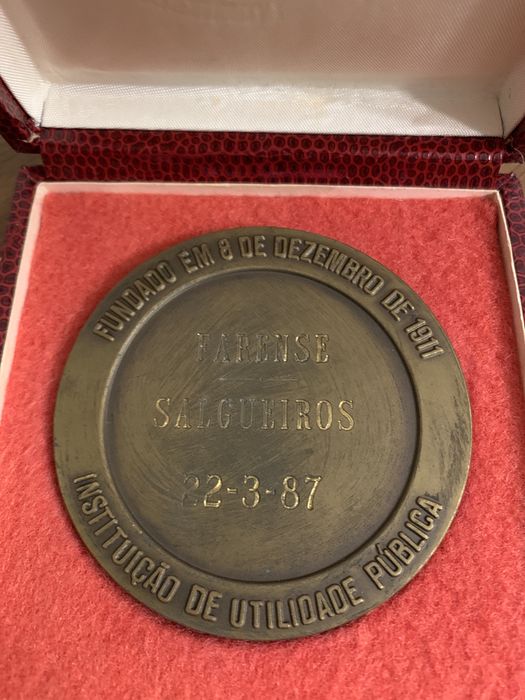 FUNDADO EM 8 DE DEZEMBRO DE 1911
FARENSE
SALGUEIROS
22-3-87
INSTITUIÇÃO DE UTILIDADE PÚBLICA